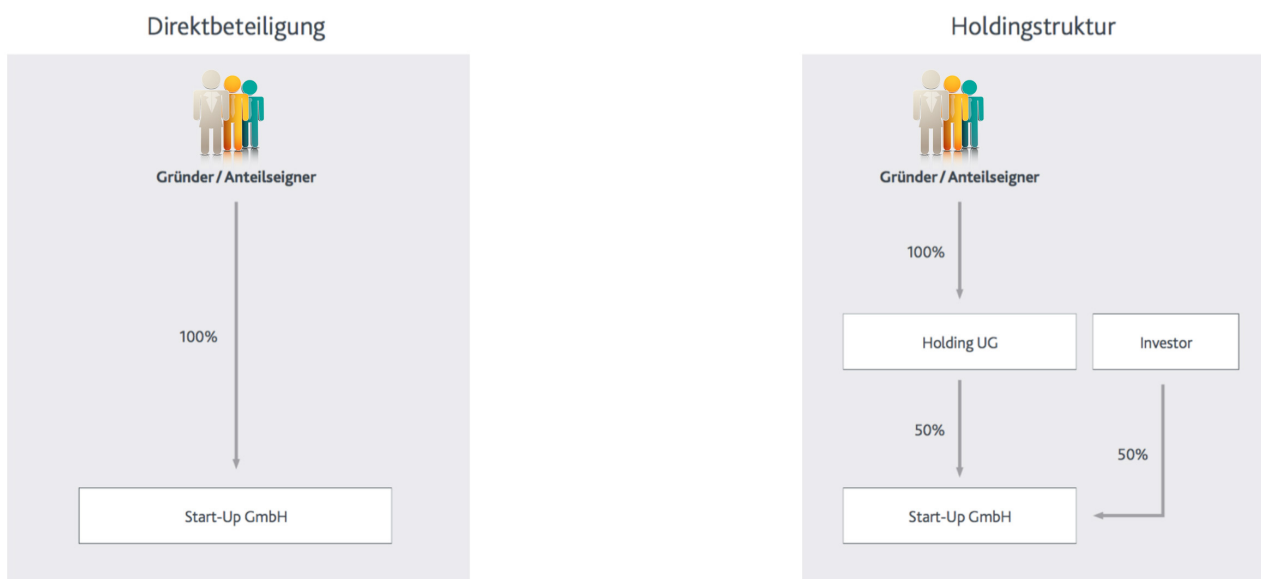 Direktbeteiligung
Gründer / Anteilseigner
100%
Start-Up GmbH
Holdingstruktur
Gründer / Anteilseigner
100%
Holding UG
Investor
50%
50%
Start-Up GmbH